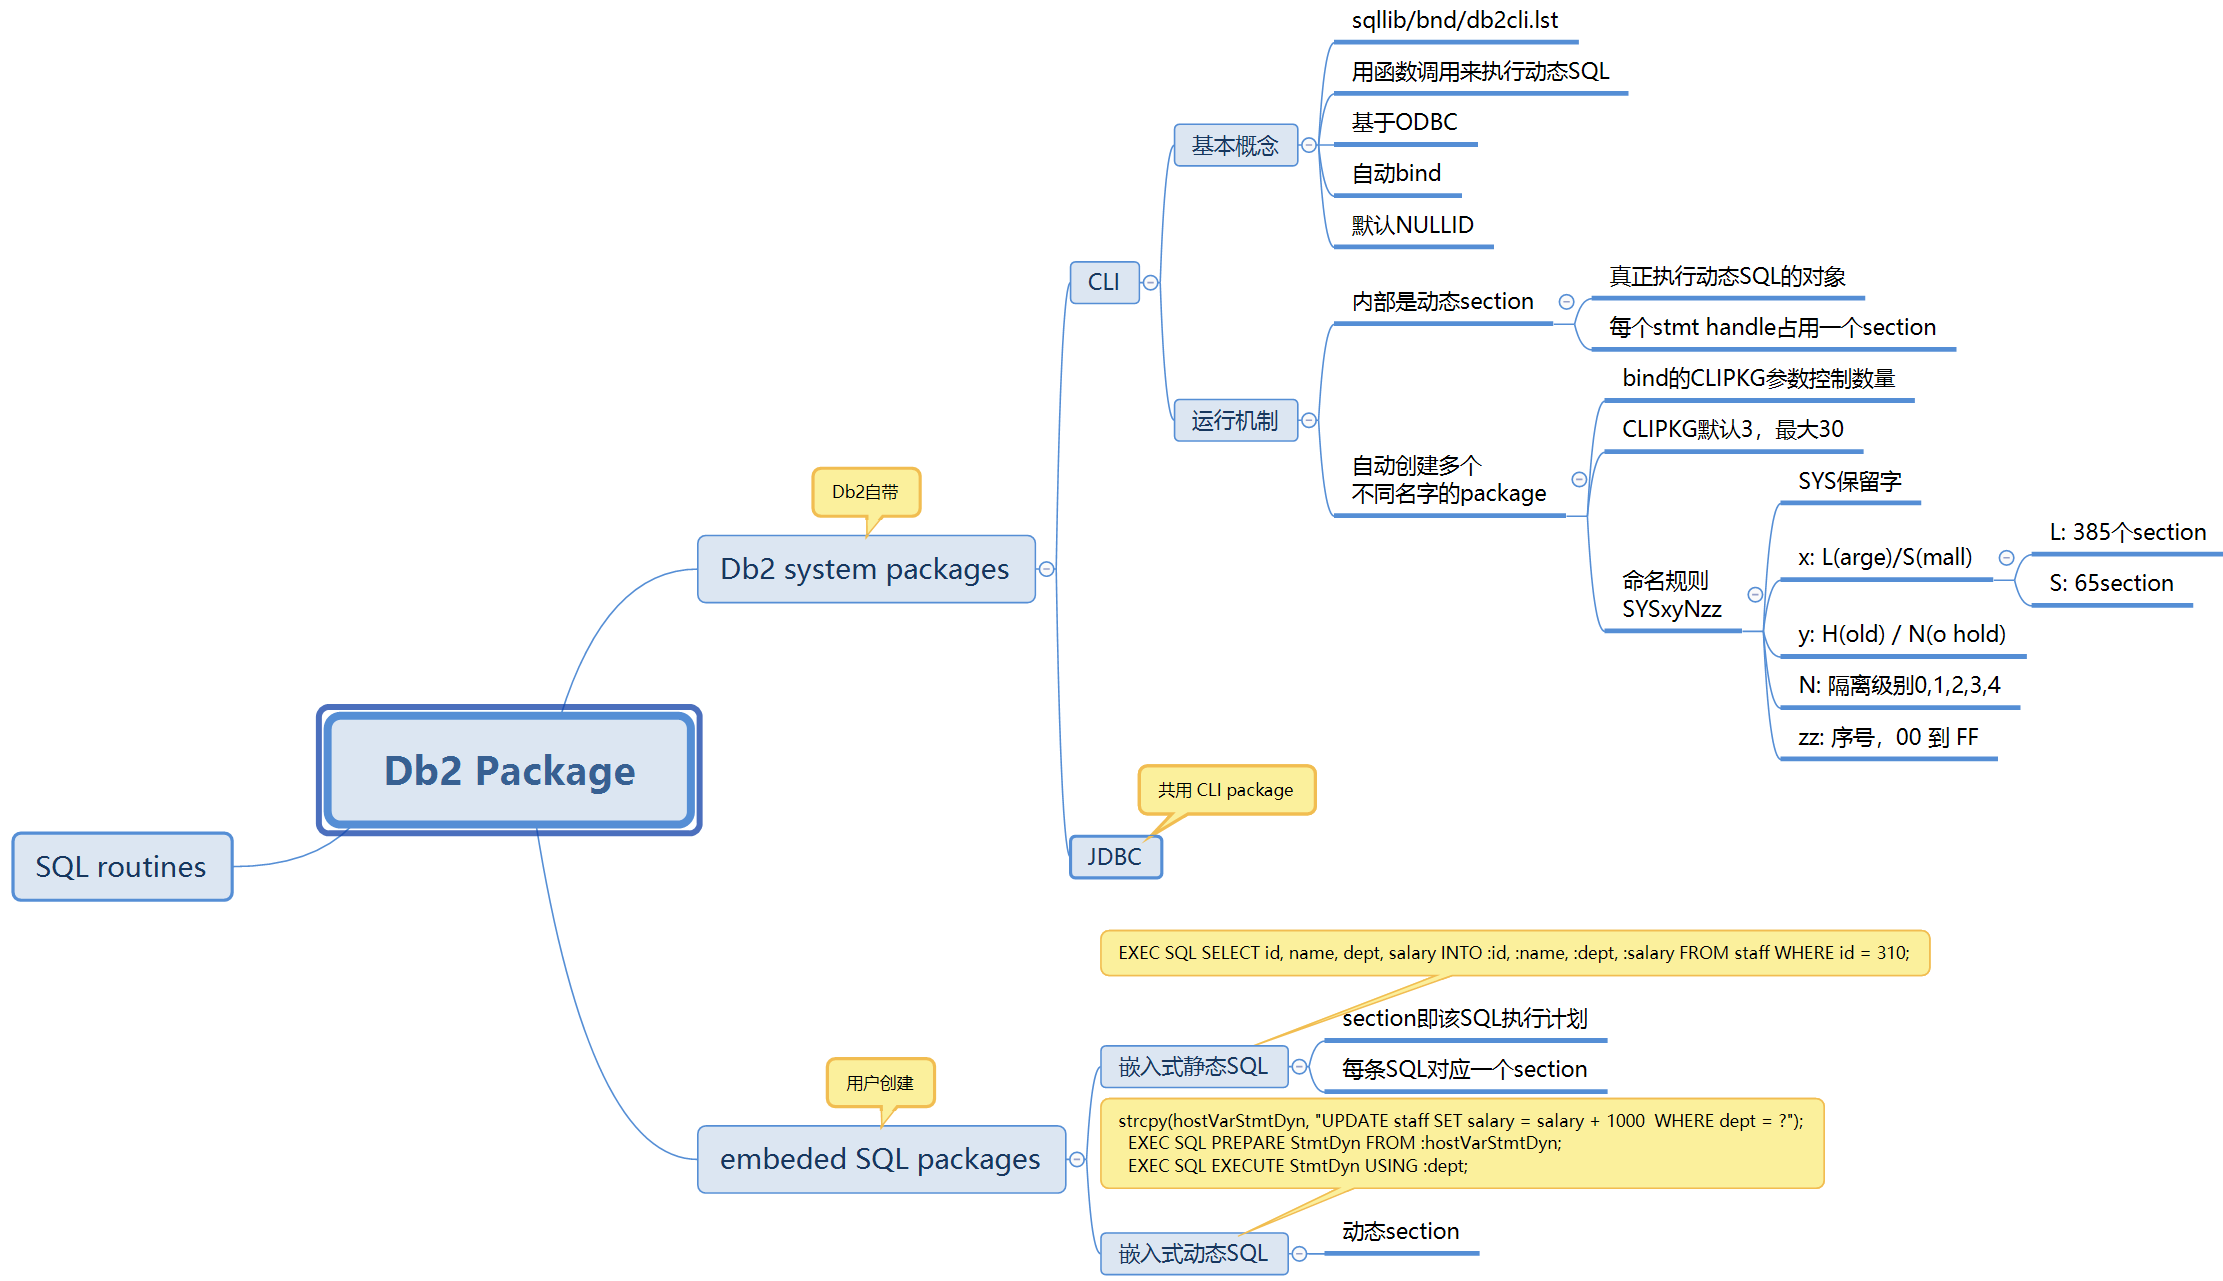 Db2 Package
SQL routines
Db2自带
Db2 system packages
CLI
基本概念
sqllib/bnd/db2cli.lst
用函数调用来执行动态SQL
基于ODBC
自动bind
默认NULLID
运行机制
内部是动态section
真正执行动态SQL的对象
每个stmt handle占用一个section
自动创建多个
不同名字的package
bind的CLIPKG参数控制数量
CLIPKG默认3，最大30
命名规则
SYSxyNzz
SYS保留字
x: L(arge)/S(mall)
L: 385个section
S: 65section
y: H(old) / N(o hold)
N: 隔离级别0,1,2,3,4
zz: 序号，00 到 FF
共用 CLI package
JDBC
用户创建
embeded SQL packages
EXEC SQL SELECT id, name, dept, salary INTO :id, :name, :dept, :salary FROM staff WHERE id = 310;
嵌入式静态SQL
section即该SQL执行计划
每条SQL对应一个section
strcpy(hostVarStmtDyn, "UPDATE staff SET salary = salary + 1000  WHERE dept = ?");
EXEC SQL PREPARE StmtDyn FROM :hostVarStmtDyn;
EXEC SQL EXECUTE StmtDyn USING :dept;
嵌入式动态SQL
动态section